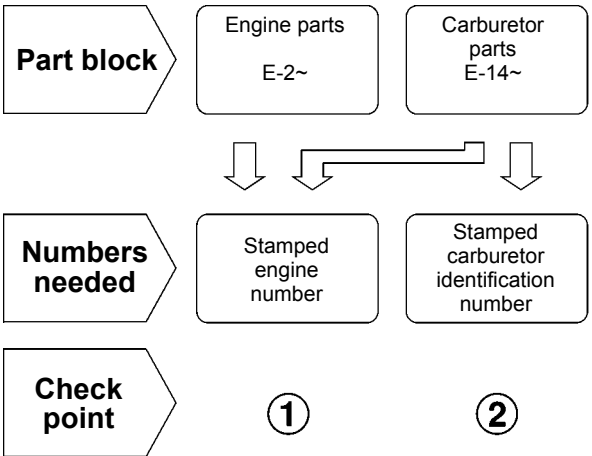 Part block
Engine parts
E-2~
Carburetor
parts
E-14~
Numbers
needed
Stamped
engine
number
Stamped
carburetor
identification
number
Check
point
①
②